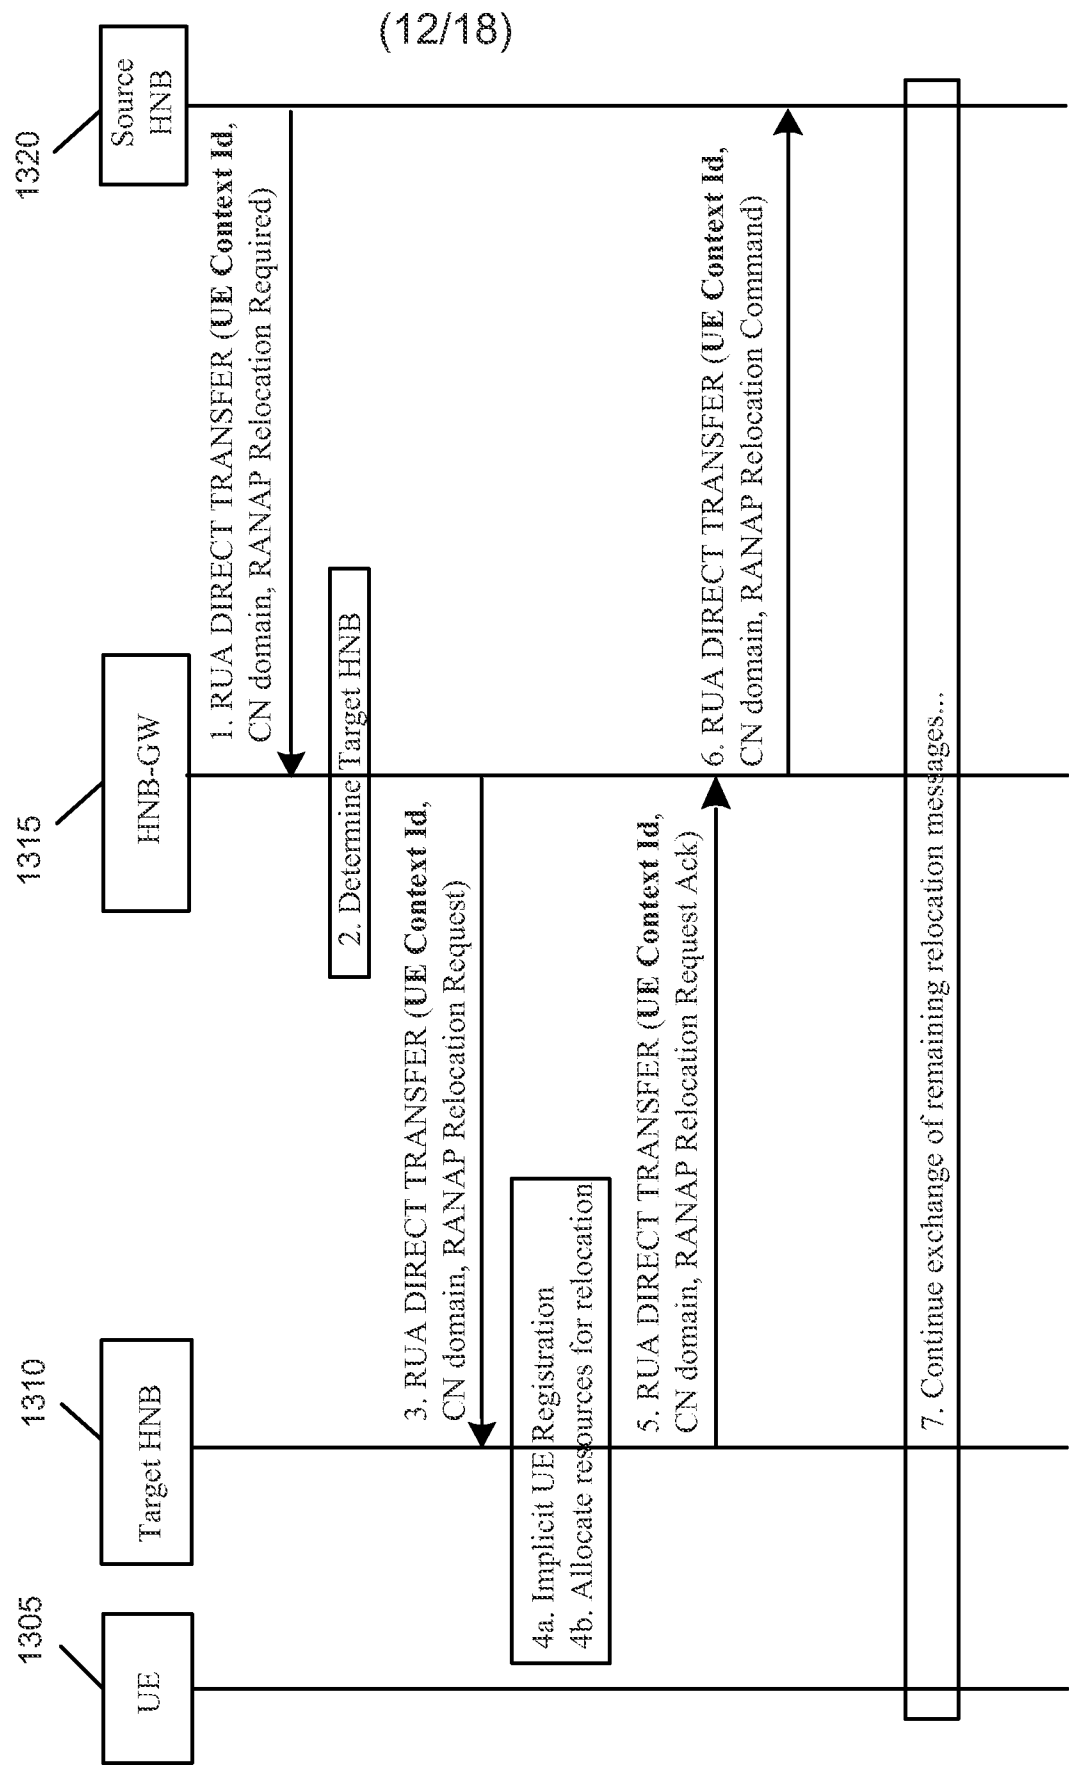 (12/18)
1305
1310
1315
1320
UE
Target HNB
HNB-GW
Source
HNB
1. RUA DIRECT TRANSFER (UE Context Id,
CN domain, RANAP Relocation Required)
2. Determine Target HNB
3. RUA DIRECT TRANSFER (UE Context Id,
CN domain, RANAP Relocation Request)
4a. Implicit UE Registration
4b. Allocate resources for relocation
5. RUA DIRECT TRANSFER (UE Context Id,
CN domain, RANAP Relocation Request Ack)
6. RUA DIRECT TRANSFER (UE Context Id,
CN domain, RANAP Relocation Command)
7. Continue exchange of remaining relocation messages...